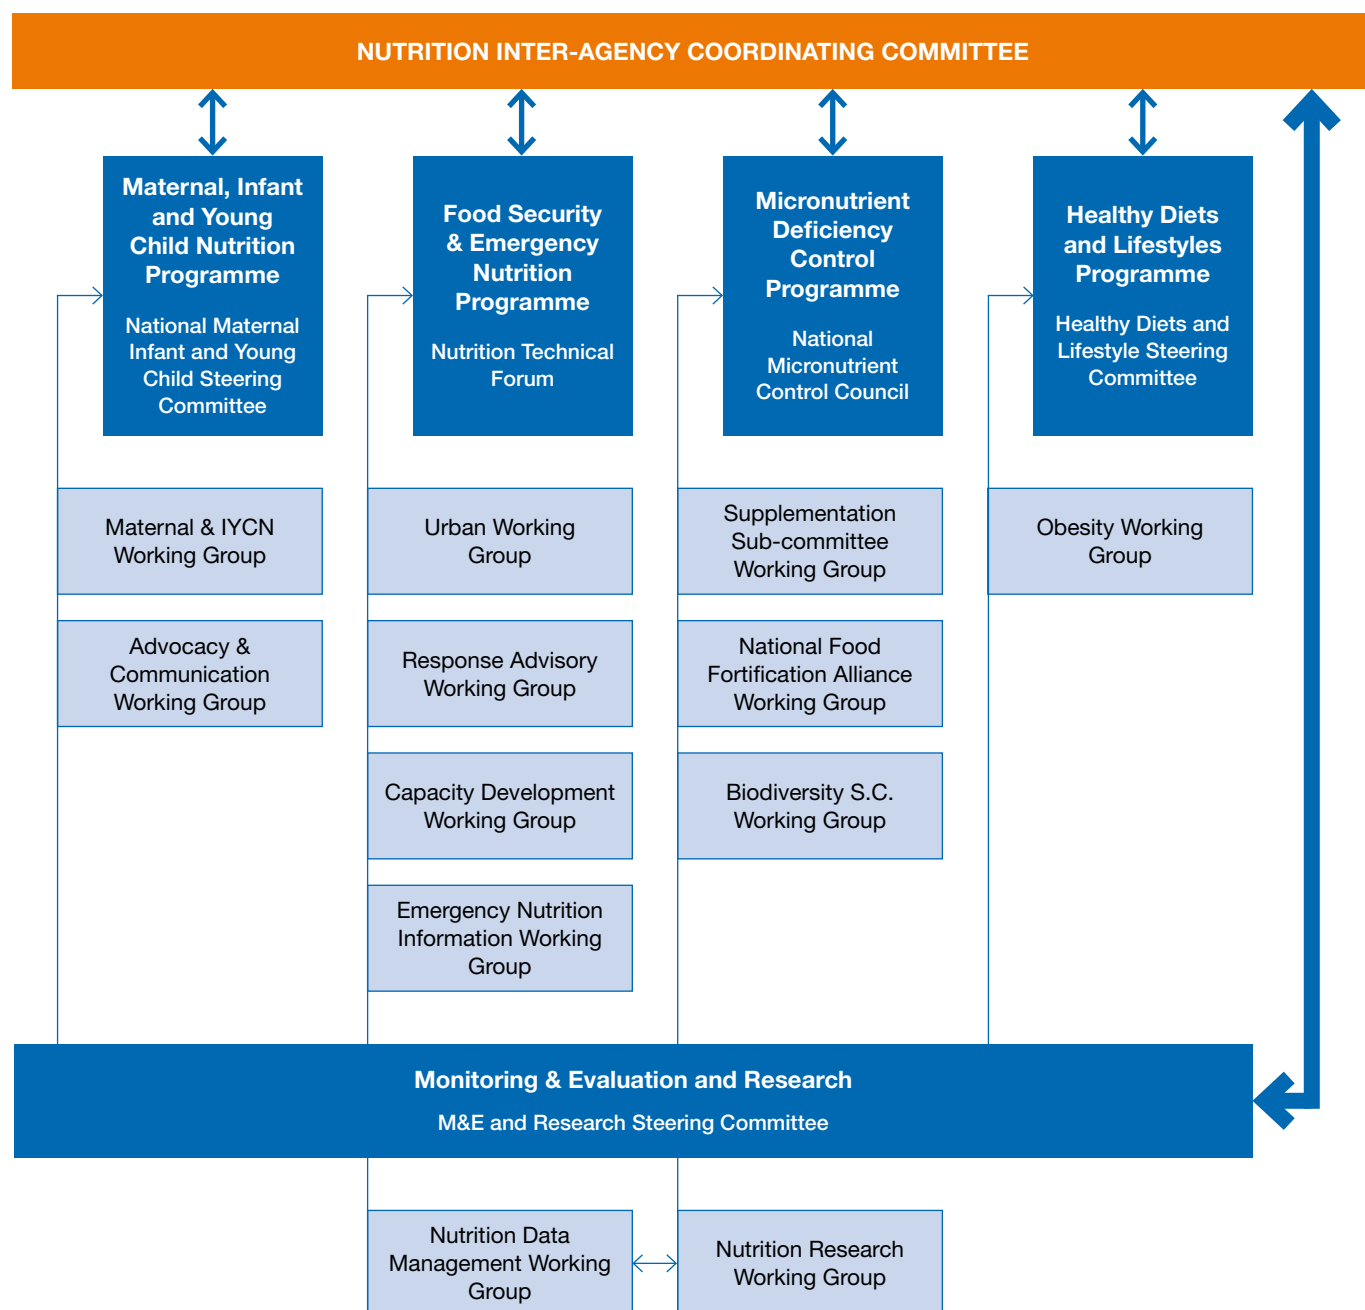 NUTRITION INTER-AGENCY COORDINATING COMMITTEE
Maternal, Infant
and Young
Child Nutrition
Programme
National Maternal
Infant and Young
Child Steering
Committee
Food Security
& Emergency
Nutrition
Programme
Nutrition Technical
Forum
Micronutrient
Deficiency
Control
Programme
National
Micronutrient
Control Council
Healthy Diets
and Lifestyles
Programme
Healthy Diets and
Lifestyle Steering
Committee
Maternal & IYCN
Working Group
Advocacy &
Communication
Working Group
Urban Working
Group
Response Advisory
Working Group
Capacity Development
Working Group
Emergency Nutrition
Information Working
Group
Supplementation
Sub-committee
Working Group
National Food
Fortification Alliance
Working Group
Biodiversity S.C.
Working Group
Obesity Working
Group
Monitoring & Evaluation and Research
M&E and Research Steering Committee
Nutrition Data
Management Working
Group
Nutrition Research
Working Group